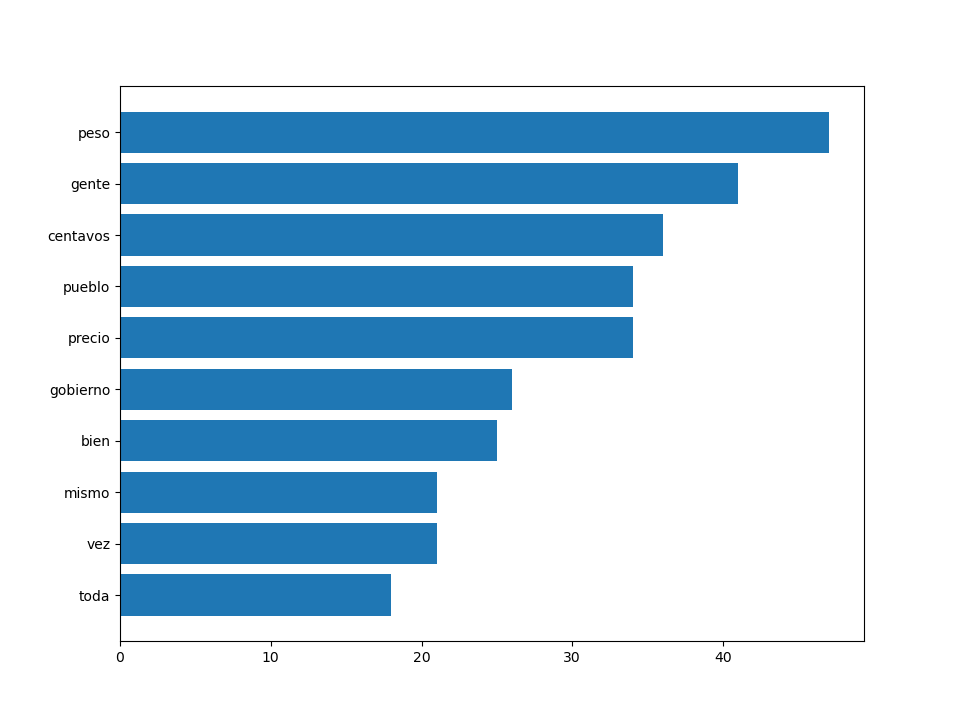 peso
gente
centavos
pueblo
precio
gobierno
bien
mismo
vez
toda
0 10 20 30 40